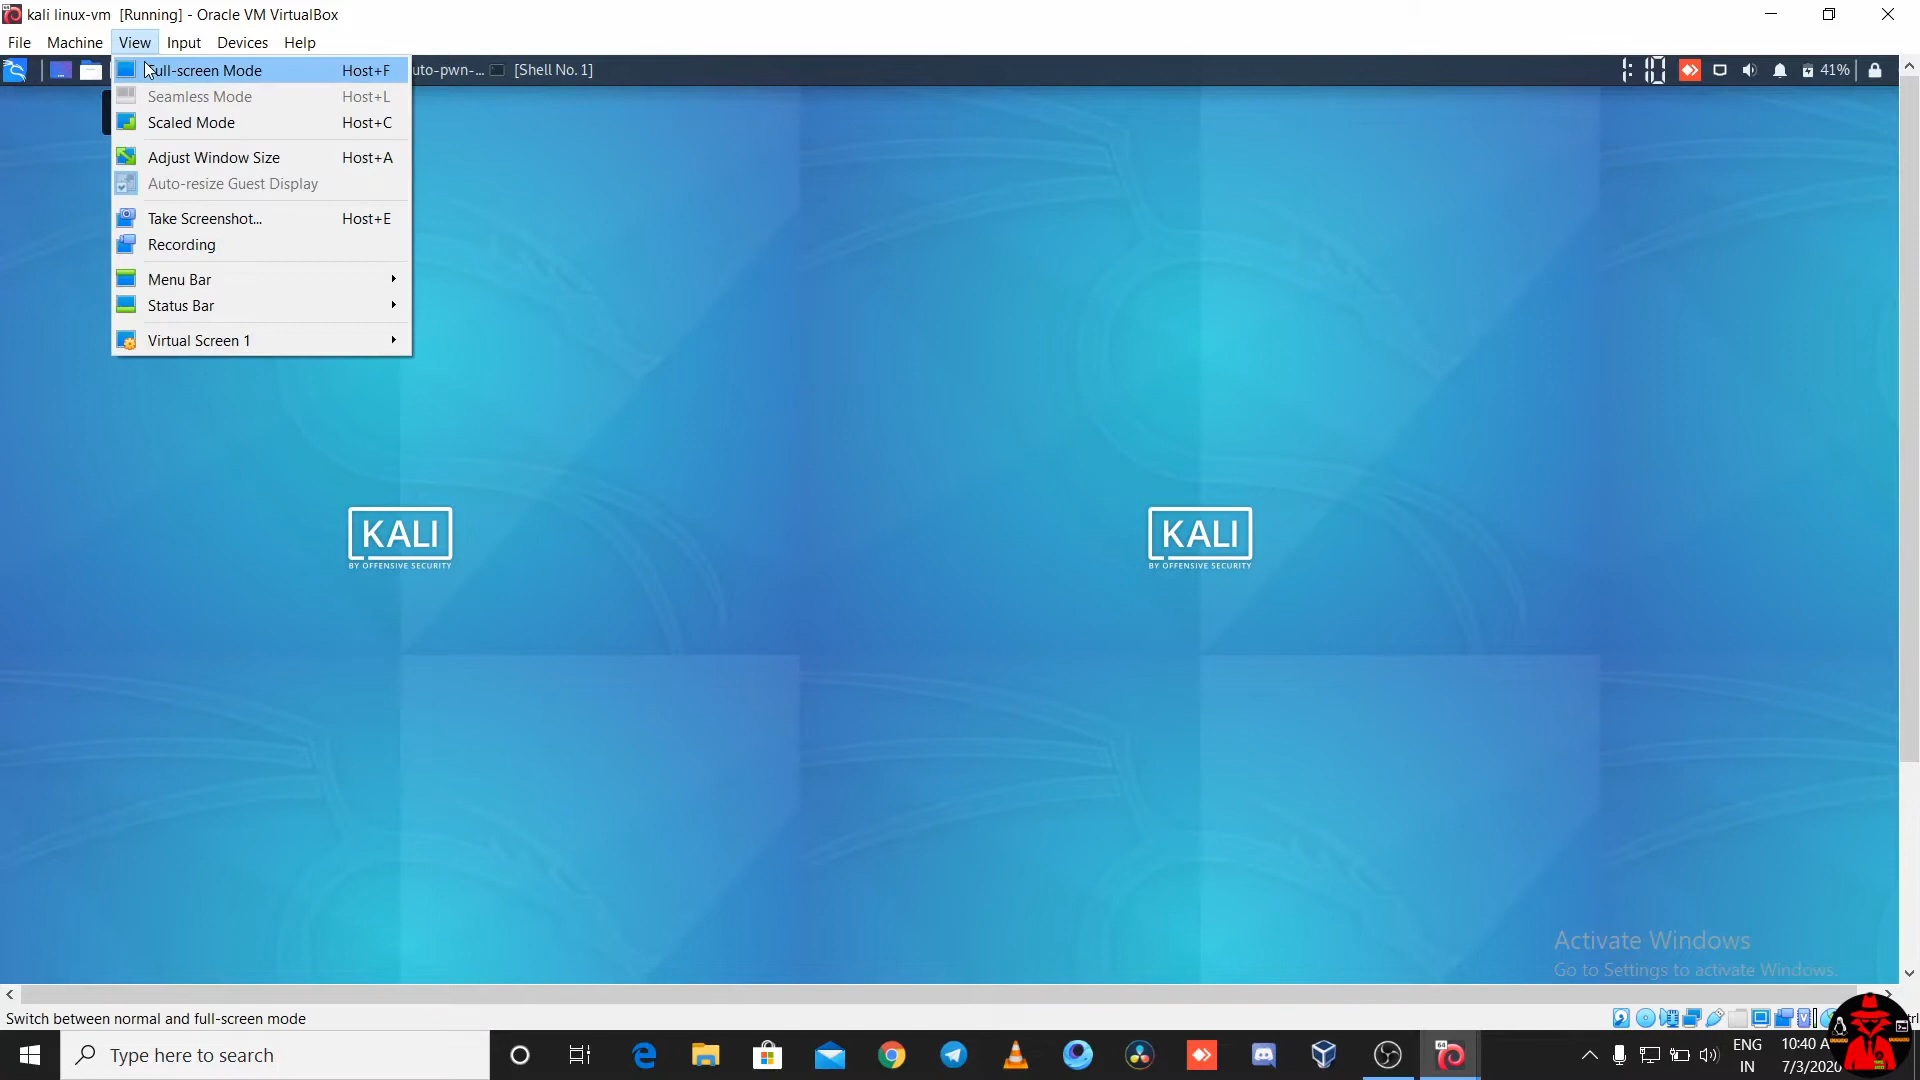 kali linux-vm [Running] - Oracle VM VirtualBox
File Machine View Input Devices Help
Full-screen Mode Host+F
uto-pwn-... [Shell No. 1]
41%
Seamless Mode Host+L
Scaled Mode Host+C
Adjust Window Size Host+A
Auto-resize Guest Display
Take Screenshot... Host+E
Recording
Menu Bar
Status Bar
Virtual Screen 1
KALI
BY OFFENSIVE SECURITY
KALI
BY OFFENSIVE SECURITY
Activate Windows
Go to Settings to activate Windows.
Switch between normal and full-screen mode
Type here to search
64
ENG
IN
10:40 A
7/3/2020